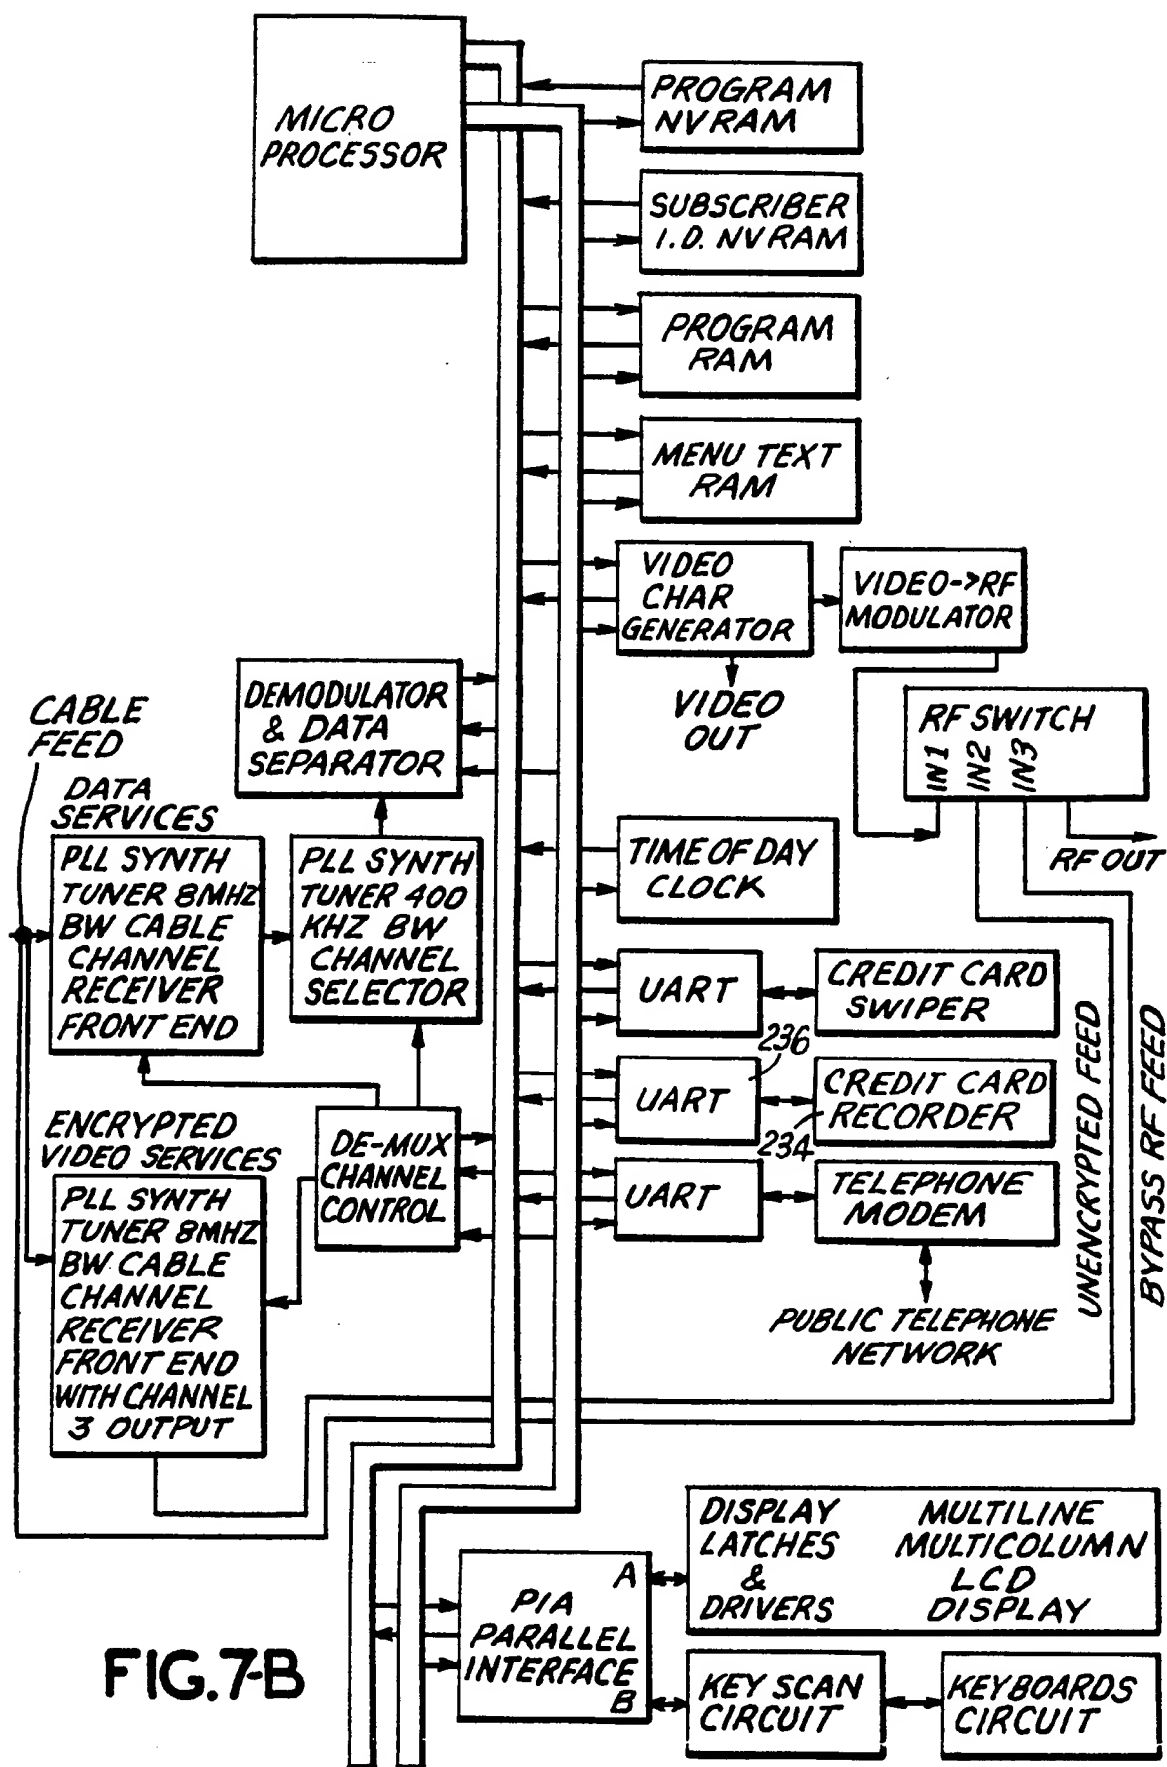 MICRO
PROCESSOR
PROGRAM
NVRAM
SUBSCRIBER
I.D. NVRAM
PROGRAM
RAM
MENU TEXT
RAM
VIDEO
CHAR
GENERATOR
VIDEO->RF
MODULATOR
VIDEO
OUT
RF SWITCH
IN1
IN2
IN3
RF OUT
DEMODULATOR
& DATA
SEPARATOR
CABLE
FEED
DATA
SERVICES
PLL SYNTH
TUNER 8MHZ
BW CABLE
CHANNEL
RECEIVER
FRONT END
PLL SYNTH
TUNER 400
KHZ BW
CHANNEL
SELECTOR
TIME OF DAY
CLOCK
UART
CREDIT CARD
SWIPER
236
UART
CREDIT CARD
RECORDER
234
UART
TELEPHONE
MODEM
PUBLIC TELEPHONE
NETWORK
UNENCRYPTED FEED
BYPASS RF FEED
ENCRYPTED
VIDEO SERVICES
DE-MUX
CHANNEL
CONTROL
PLL SYNTH
TUNER 8MHZ
BW CABLE
CHANNEL
RECEIVER
FRONT END
WITH CHANNEL
3 OUTPUT
DISPLAY
LATCHES
&
DRIVERS
MULTILINE
MULTICOLUMN
LCD
DISPLAY
A
PIA
PARALLEL
INTERFACE
B
KEY SCAN
CIRCUIT
KEYBOARDS
CIRCUIT
FIG.7-B